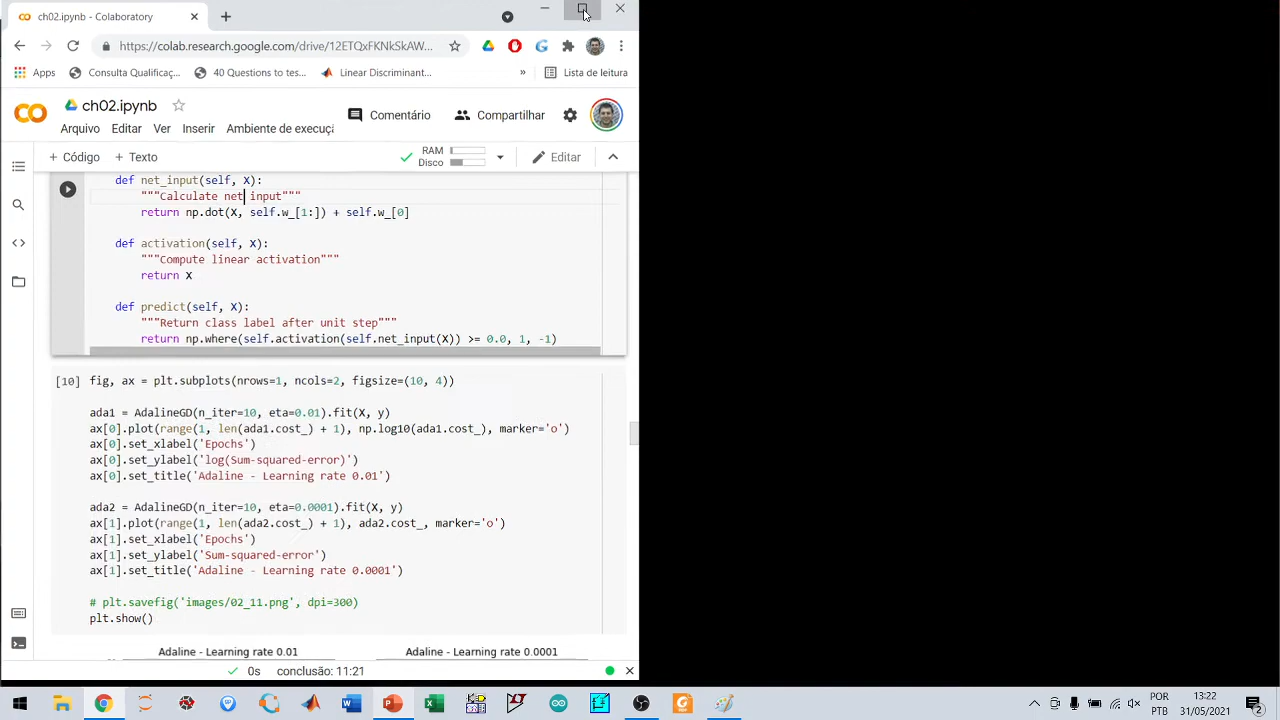 ch02.ipynb - Colaboratory
https://colab.research.google.com/drive/12ETQxFKNkSkAW...
Apps Consulta Qualificaç... 40 Questions to tes... Linear Discriminant... » Lista de leitura
ch02.ipynb
Comentário Compartilhar
Arquivo Editar Ver Inserir Ambiente de execuçã
+ Código + Texto
RAM
Disco
Editar
def net_input(self, X):
"""Calculate net input"""
return np.dot(X, self.w_[1:]) + self.w_[0]
def activation(self, X):
"""Compute linear activation"""
return X
def predict(self, X):
"""Return class label after unit step"""
return np.where(self.activation(self.net_input(X)) >= 0.0, 1, -1)
[10] fig, ax = plt.subplots(nrows=1, ncols=2, figsize=(10, 4))
ada1 = AdalineGD(n_iter=10, eta=0.01).fit(X, y)
ax[0].plot(range(1, len(ada1.cost_) + 1), np.log10(ada1.cost_), marker='o')
ax[0].set_xlabel('Epochs')
ax[0].set_ylabel('log(Sum-squared-error)')
ax[0].set_title('Adaline - Learning rate 0.01')
ada2 = AdalineGD(n_iter=10, eta=0.0001).fit(X, y)
ax[1].plot(range(1, len(ada2.cost_) + 1), ada2.cost_, marker='o')
ax[1].set_xlabel('Epochs')
ax[1].set_ylabel('Sum-squared-error')
ax[1].set_title('Adaline - Learning rate 0.0001')
# plt.savefig('images/02_11.png', dpi=300)
plt.show()
Adaline - Learning rate 0.01 Adaline - Learning rate 0.0001
0s conclusão: 11:21
POR 13:22
PTB 31/05/2021 2